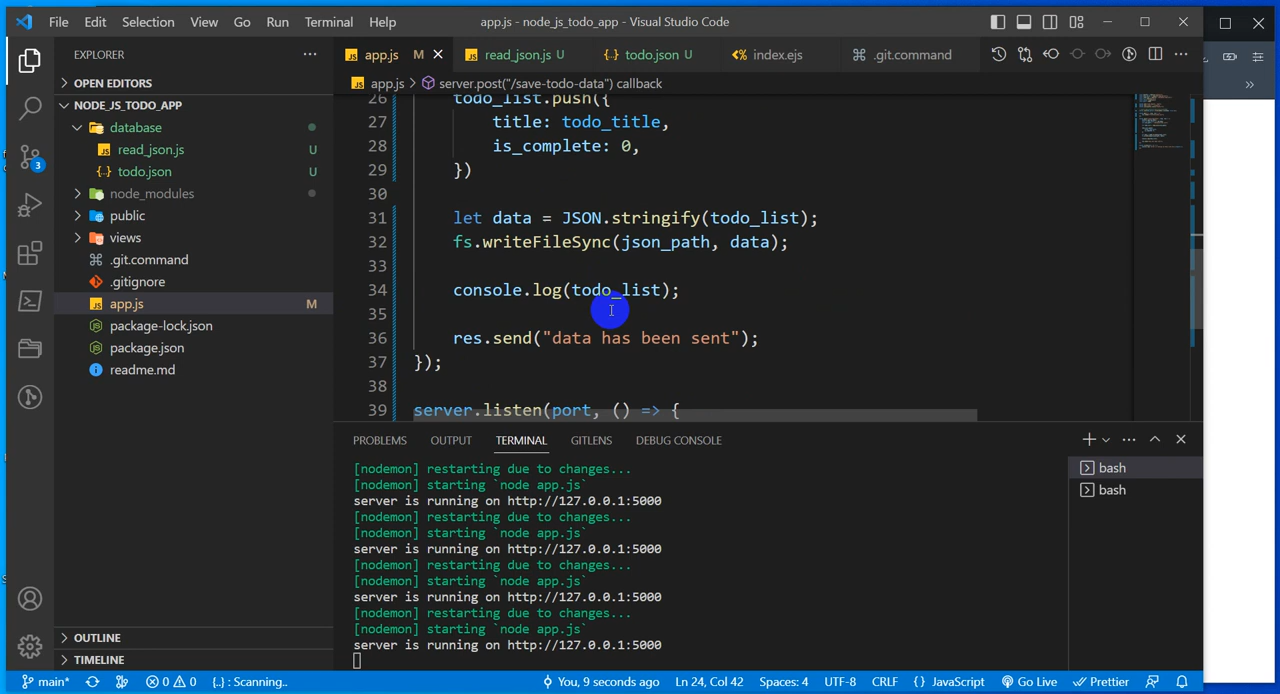 File Edit Selection View Go Run Terminal Help
app.js - node_js_todo_app - Visual Studio Code
EXPLORER
OPEN EDITORS
NODE_JS_TODO_APP
database
read_json.js U
todo.json U
node_modules
public
views
.git.command
.gitignore
app.js M
package-lock.json
package.json
readme.md
OUTLINE
TIMELINE
3
app.js M
read_json.js U
todo.json U
index.ejs
.git.command
app.js > server.post("/save-todo-data") callback
26 todo_list.push({
27 title: todo_title,
28 is_complete: 0,
29 })
30
31 let data = JSON.stringify(todo_list);
32 fs.writeFileSync(json_path, data);
33
34 console.log(todo_list);
35
36 res.send("data has been sent");
37 });
38
39 server.listen(port, () => {
PROBLEMS OUTPUT TERMINAL GITLENS DEBUG CONSOLE
[nodemon] restarting due to changes...
[nodemon] starting `node app.js`
server is running on http://127.0.0.1:5000
[nodemon] restarting due to changes...
[nodemon] starting `node app.js`
server is running on http://127.0.0.1:5000
[nodemon] restarting due to changes...
[nodemon] starting `node app.js`
server is running on http://127.0.0.1:5000
[nodemon] restarting due to changes...
[nodemon] starting `node app.js`
server is running on http://127.0.0.1:5000
bash
bash
main* 0 0 {..} : Scanning.. You, 9 seconds ago Ln 24, Col 42 Spaces: 4 UTF-8 CRLF {} JavaScript Go Live Prettier